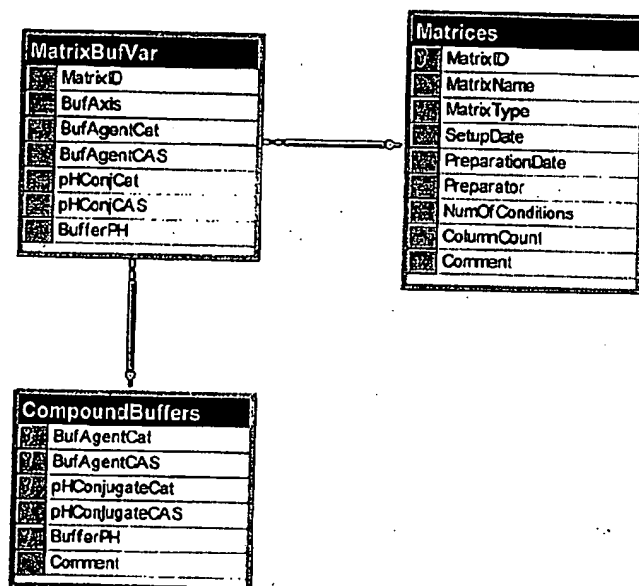 MatrixBufVar
MatrixID
BufAxis
BufAgentCat
BufAgentCAS
pHConjCat
pHConjCAS
BufferPH
Matrices
MatrixID
MatrixName
MatrixType
SetupDate
PreparationDate
Preparator
NumOfConditions
ColumnCount
Comment
CompoundBuffers
BufAgentCat
BufAgentCAS
pHConjugateCat
pHConjugateCAS
BufferPH
Comment